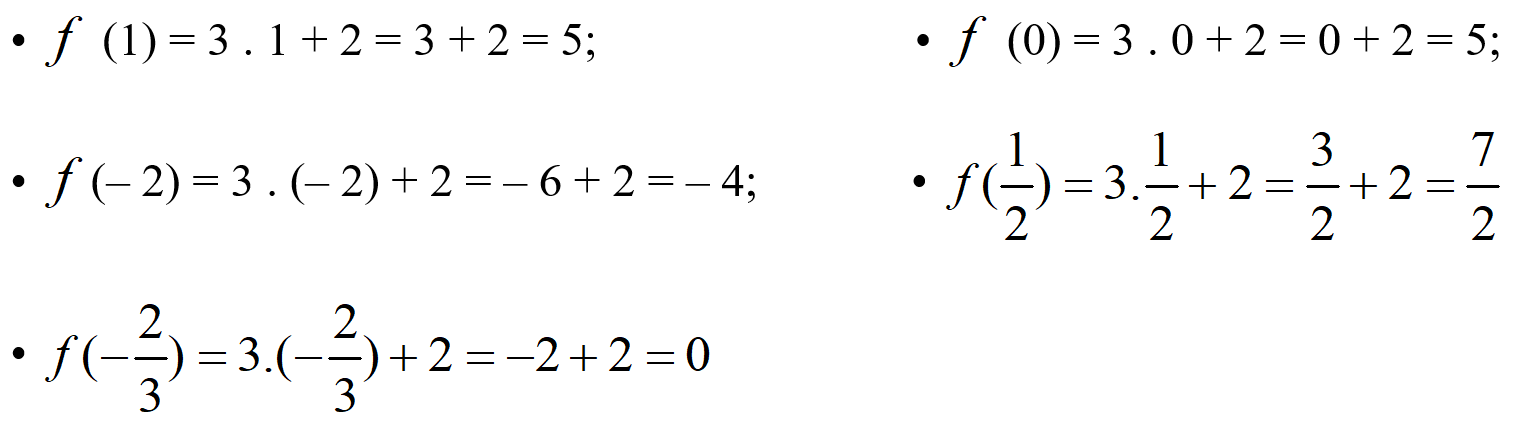 • f (1) = 3 . 1 + 2 = 3 + 2 = 5;
• f (0) = 3 . 0 + 2 = 0 + 2 = 5;
• f (– 2) = 3 . (– 2) + 2 = – 6 + 2 = – 4;
• f(1/2) = 3.1/2 + 2 = 3/2 + 2 = 7/2
• f(−2/3) = 3.(−2/3) + 2 = −2 + 2 = 0